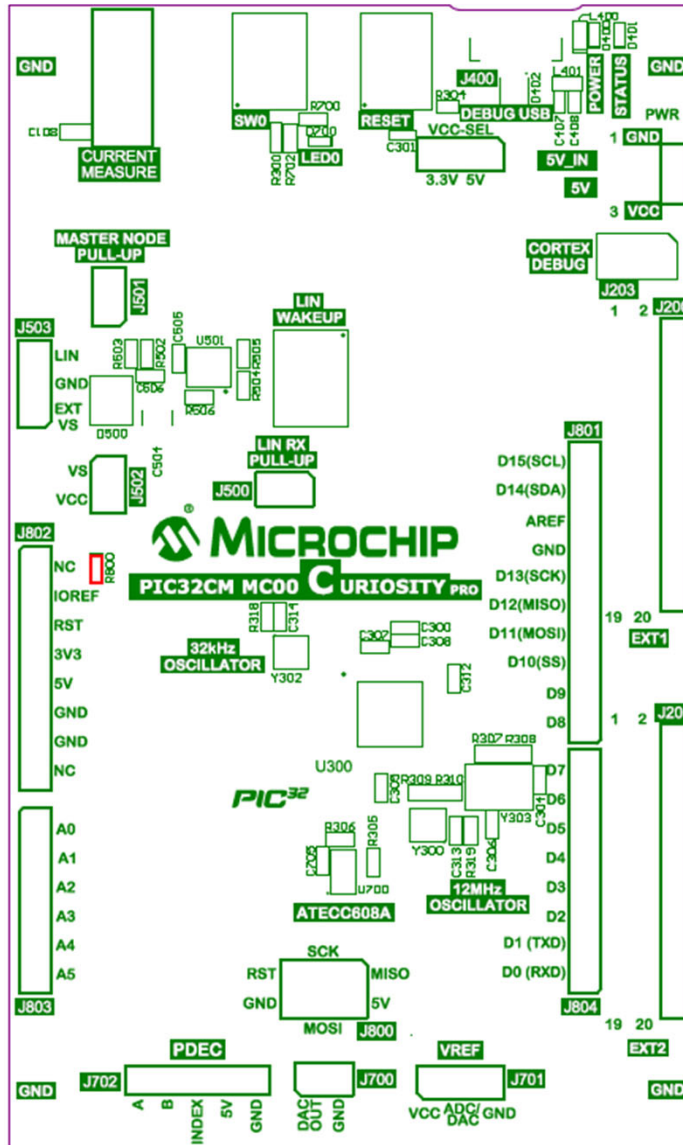 GND
L400
D400
D401
GND
J400
D402
L401
POWER
STATUS
R700
R304
SW0
D700
RESET
DEBUG USB
PWR
C108
C407
C408
VCC-SEL
1 GND
CURRENT
MEASURE
R300
R702
LED0
C301
5V_IN
3.3V 5V
5V
3 VCC
MASTER NODE
PULL-UP
CORTEX
DEBUG
J501
J203
LIN
WAKEUP
1 2
J503
C505
U501
R503
R502
R505
LIN
GND
C506
R504
EXT
VS
R506
D500
J801
VS
VCC
J502
C504
LIN RX
PULL-UP
J500
D15(SCL)
D14(SDA)
J802
AREF
®
MICROCHIP
GND
NC
R800
D13(SCK)
PIC32CM MC00 CURIOSITY PRO
IOREF
D12(MISO)
RST
R318
C314
C300
C308
C307
19 20
D11(MOSI)
EXT1
3V3
32kHz
OSCILLATOR
D10(SS)
5V
Y302
C312
D9
GND
D8
1 2
GND
R307
R308
NC
U300
D7
C305
R309
R310
D6
C304
PIC32
Y303
A0
R306
R305
Y300
C313
R319
C306
D5
A1
C705
D4
A2
U700
12MHz
OSCILLATOR
D3
A3
ATECC608A
D2
A4
SCK
D1 (TXD)
A5
RST
MISO
D0 (RXD)
J803
GND
5V
J804
MOSI
J800
19 20
PDEC
VREF
EXT2
J702
J700
J701
GND
GND
A
B
INDEX
5V
GND
DAC
OUT
GND
VCC
ADC/
DAC
GND